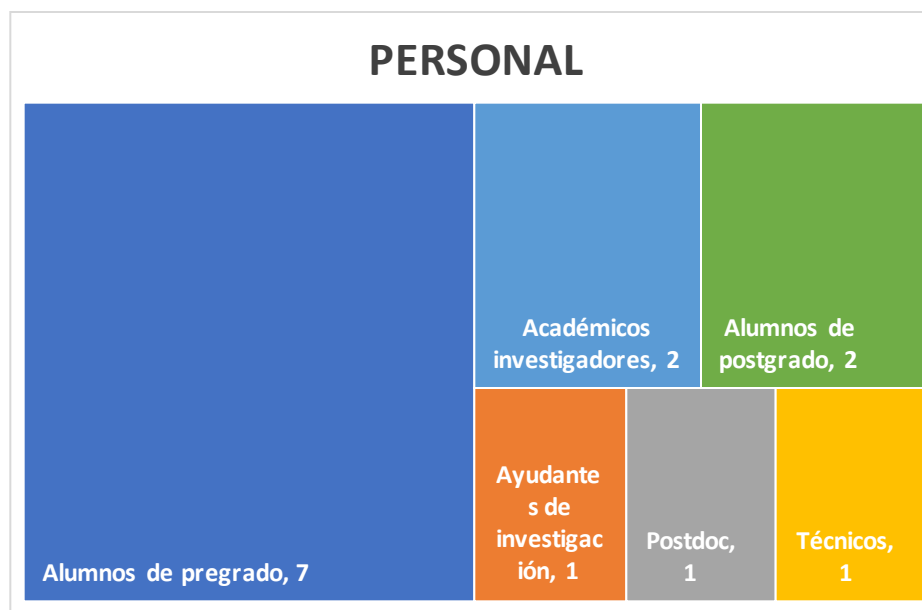 PERSONAL
Académicos
investigadores, 2
Alumnos de
postgrado, 2
Ayudante
s de
investigac
ión, 1
Postdoc,
1
Técnicos,
1
Alumnos de pregrado, 7